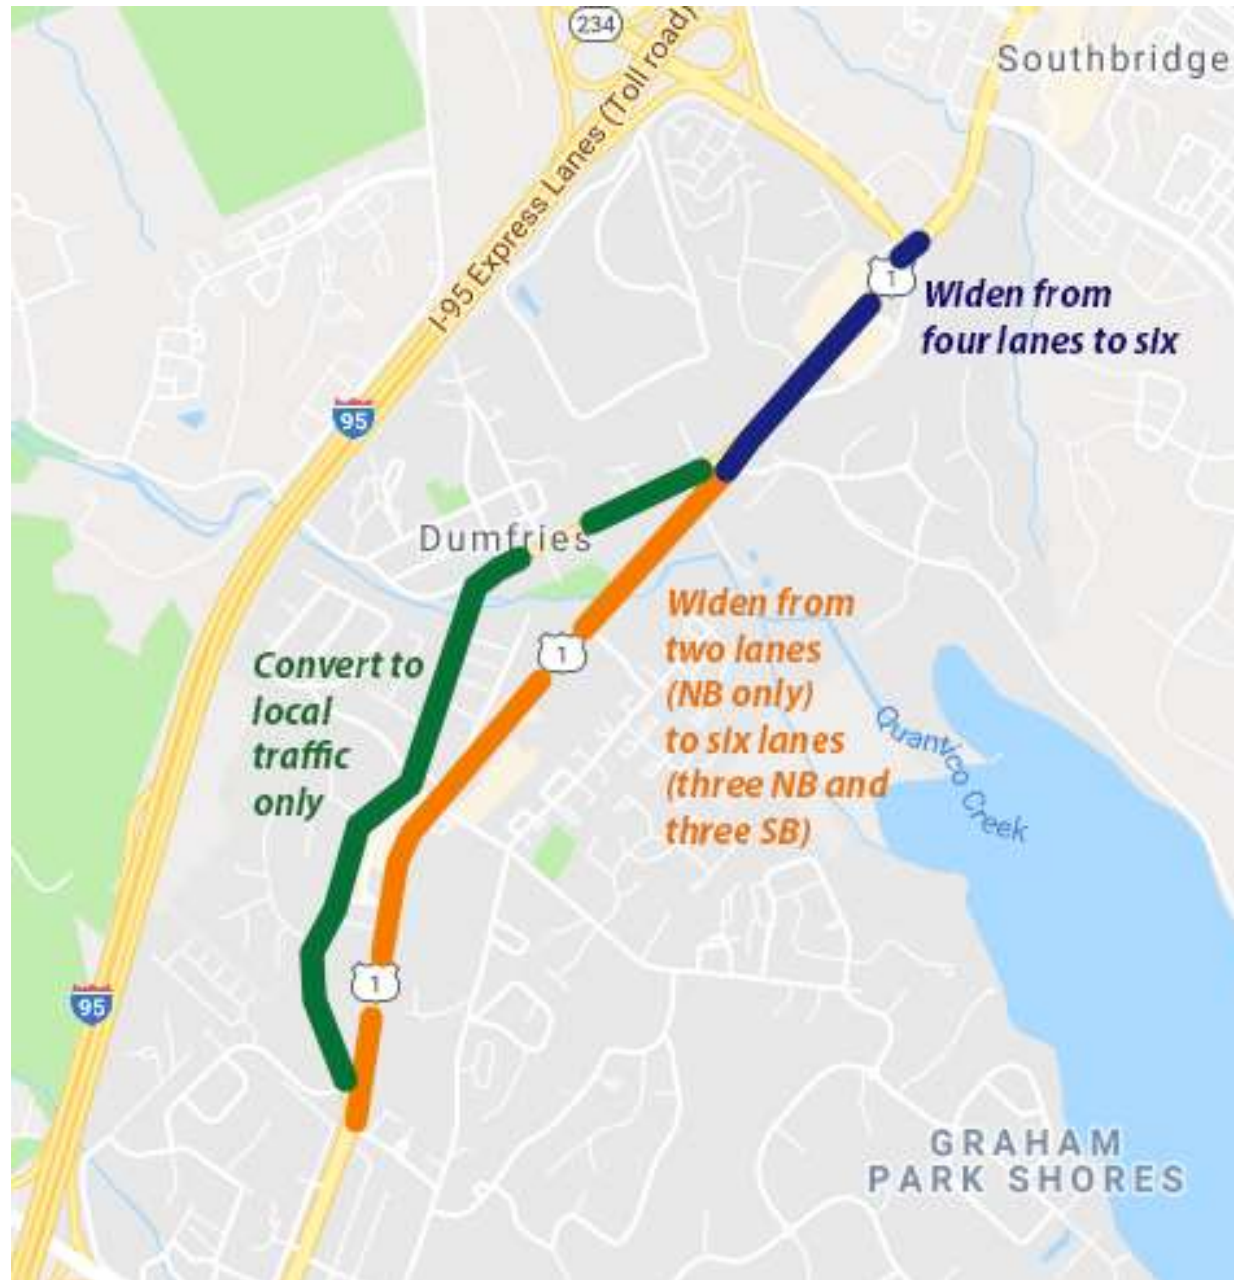 234
Southbridge
I-95 Express Lanes (Toll road)
1
Widen from
four lanes to six
95
Dumfries
Widen from
two lanes
(NB only)
to six lanes
(three NB and
three SB)
1
Convert to
local
traffic
only
Quantico Creek
1
95
GRAHAM
PARK SHORES